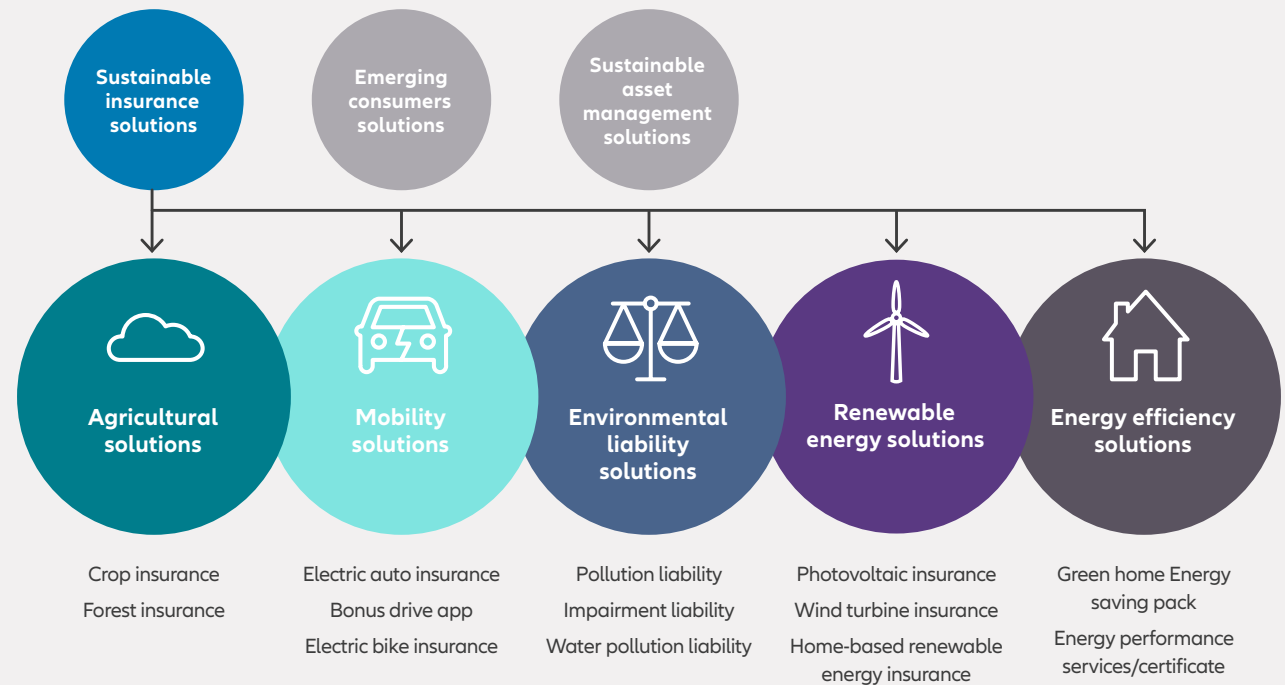 Sustainable
insurance
solutions
Emerging
consumers
solutions
Sustainable
asset
management
solutions
Agricultural
solutions
Mobility
solutions
Environmental
liability
solutions
Renewable
energy solutions
Energy efficiency
solutions
Crop insurance
Forest insurance
Electric auto insurance
Bonus drive app
Electric bike insurance
Pollution liability
Impairment liability
Water pollution liability
Photovoltaic insurance
Wind turbine insurance
Home-based renewable
energy insurance
Green home Energy
saving pack
Energy performance
services/certificate